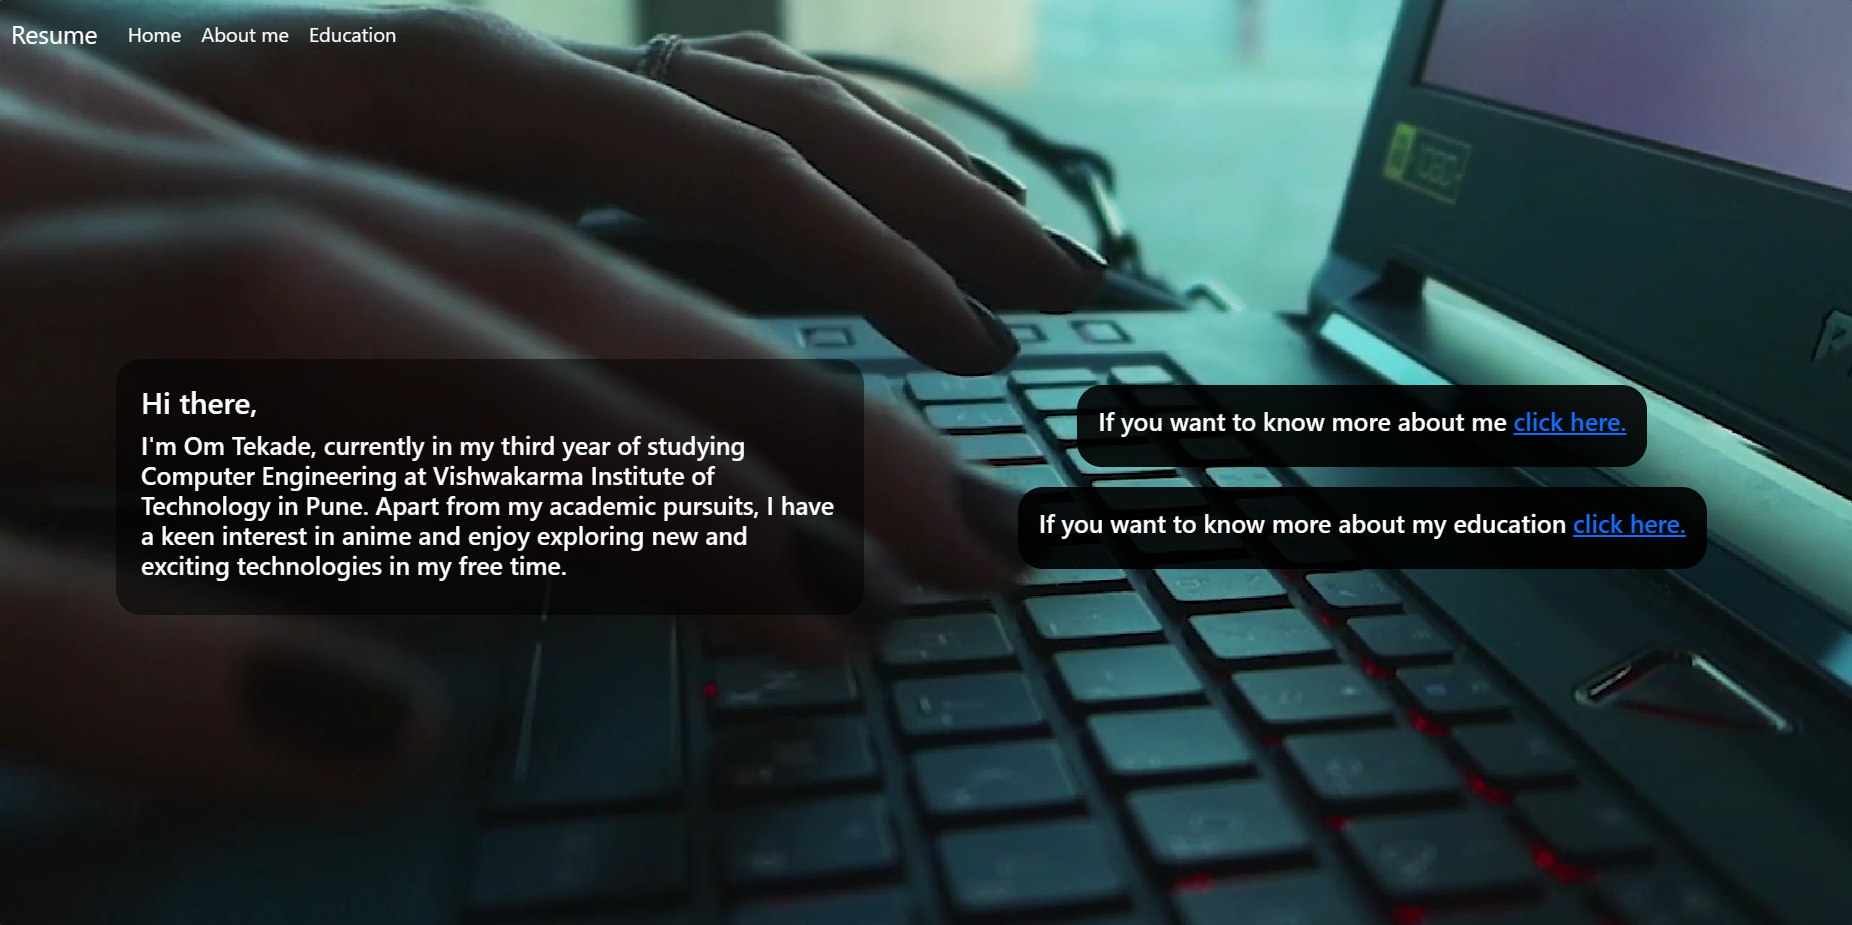 Resume Home About me Education
Hi there,
I'm Om Tekade, currently in my third year of studying
Computer Engineering at Vishwakarma Institute of
Technology in Pune. Apart from my academic pursuits, I have
a keen interest in anime and enjoy exploring new and
exciting technologies in my free time.
If you want to know more about me click here.
If you want to know more about my education click here.